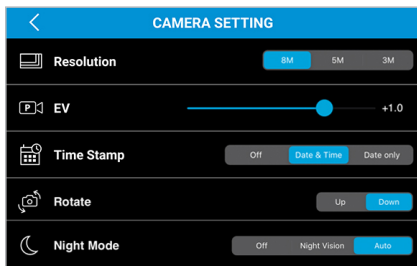 CAMERA SETTING
Resolution 8M 5M 3M
P EV +1.0
Time Stamp Off Date & Time Date only
Rotate Up Down
Night Mode Off Night Vision Auto